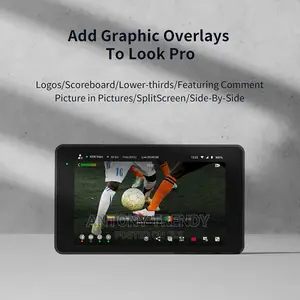 Add Graphic Overlays
To Look Pro
Logos/Scoreboard/Lower-thirds/Featuring Comment
Picture in Pictures/SplitScreen/Side-By-Side